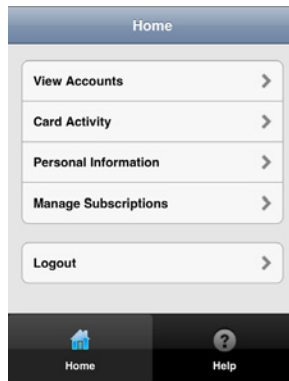 Home
View Accounts
Card Activity
Personal Information
Manage Subscriptions
Logout
?
Home
Help